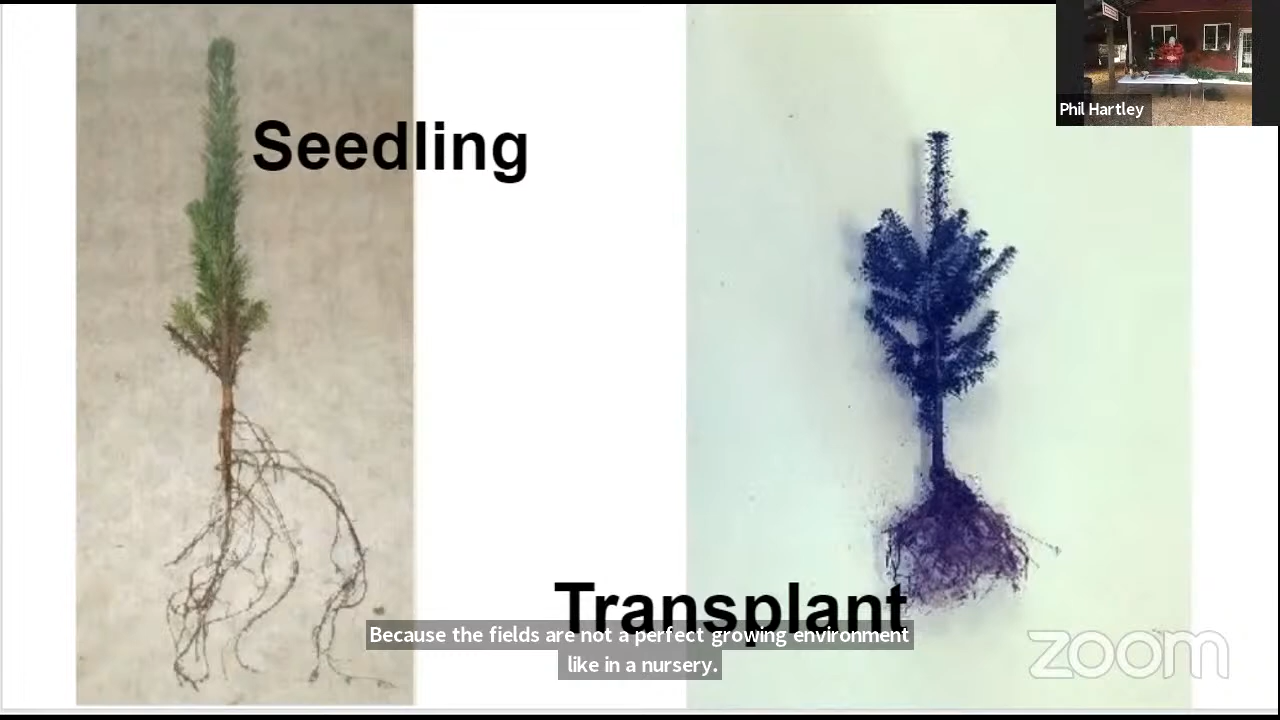 Phil Hartley
Seedling
Transplant
Because the fields are not a perfect growing environment
like in a nursery.
zoom